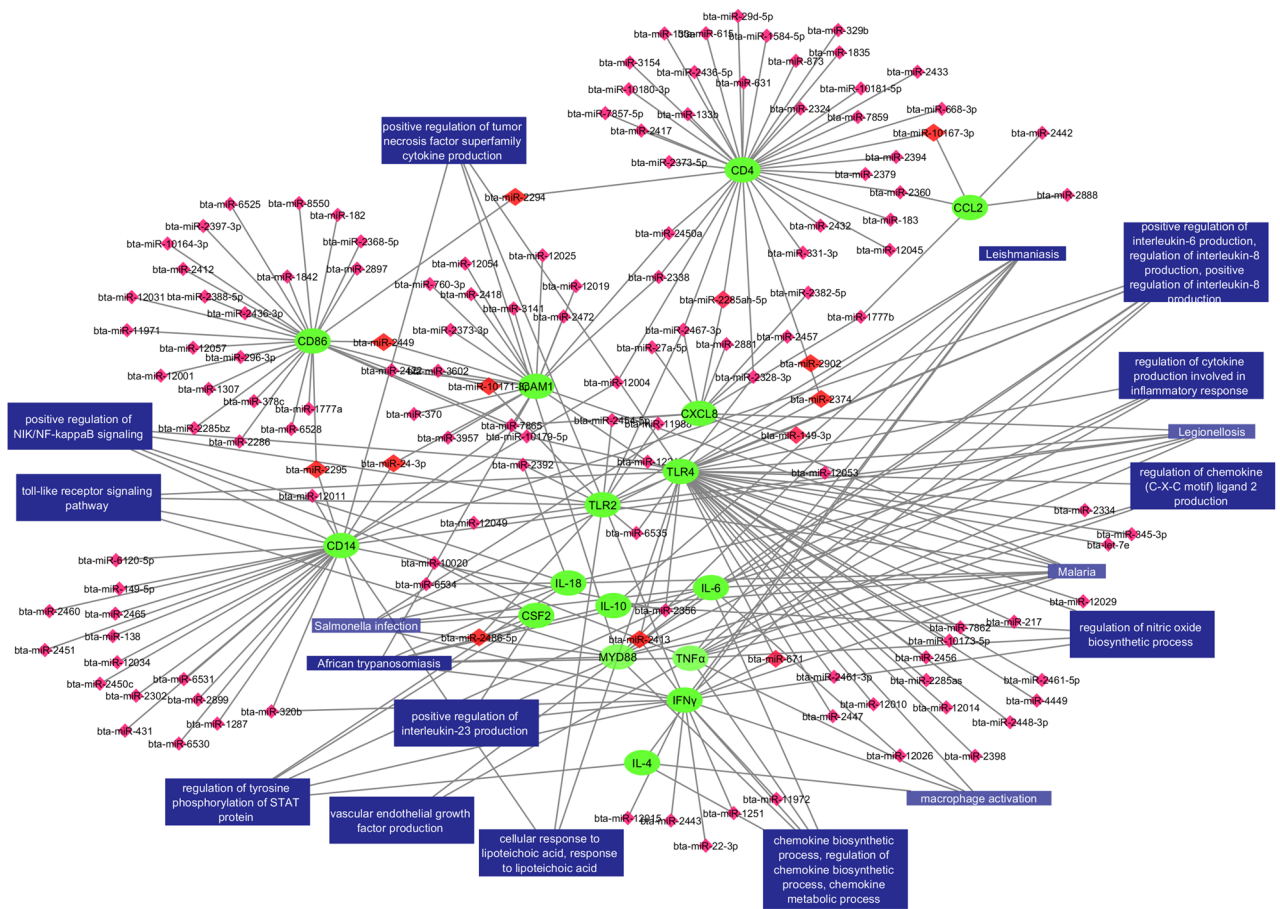 bta-miR-29d-5p
bta-miR-615
bta-miR-1584-5p
bta-miR-329b
bta-miR-1835
bta-miR-3154
bta-miR-2436-5p
bta-miR-873
bta-miR-2433
bta-miR-631
bta-miR-10180-3p
bta-miR-10181-5p
bta-miR-7857-5p
bta-miR-133b
bta-miR-2324
bta-miR-668-3p
bta-miR-7859
bta-miR-2417
bta-miR-10167-3p
bta-miR-2442
bta-miR-2394
bta-miR-2373-5p
CD4
bta-miR-2379
bta-miR-2360
bta-miR-2888
CCL2
positive regulation of tumor
necrosis factor superfamily
cytokine production
bta-miR-2294
bta-miR-8550
bta-miR-6525
bta-miR-182
bta-miR-2397-3p
bta-miR-10164-3p
bta-miR-2368-5p
bta-miR-2412
bta-miR-1842
bta-miR-2897
bta-miR-12031
bta-miR-2388-5p
bta-miR-2436-3p
bta-miR-11971
CD86
bta-miR-12057
bta-miR-296-3p
bta-miR-12001
bta-miR-1307
bta-miR-378c
bta-miR-1777a
bta-miR-2285bz
bta-miR-6528
bta-miR-2286
bta-miR-2432
bta-miR-183
bta-miR-2450a
bta-miR-331-3p
bta-miR-12045
bta-miR-12025
bta-miR-12054
bta-miR-2338
bta-miR-760-3p
bta-miR-12019
bta-miR-2418
bta-miR-3141
bta-miR-2472
bta-miR-2285ah-5p
bta-miR-2382-5p
bta-miR-1777b
bta-miR-2373-3p
bta-miR-2467-3p
bta-miR-2457
bta-miR-2449
bta-miR-27a-5p
bta-miR-2881
bta-miR-2902
bta-miR-3602
bta-miR-2328-3p
bta-miR-12004
ICAM1
bta-miR-2374
CXCL8
bta-miR-370
bta-miR-7865
bta-miR-2454-5p
bta-miR-149-3p
bta-miR-3957
bta-miR-10179-5p
bta-miR-2295
bta-miR-24-3p
bta-miR-2392
TLR4
bta-miR-12053
bta-miR-12011
TLR2
bta-miR-12049
bta-miR-6535
bta-miR-2334
bta-miR-345-3p
bta-let-7e
Leishmaniasis
positive regulation of
interleukin-6 production,
regulation of interleukin-8
production, positive
regulation of interleukin-8
production
regulation of cytokine
production involved in
inflammatory response
Legionellosis
regulation of chemokine
(C-X-C motif) ligand 2
production
Malaria
regulation of nitric oxide
biosynthetic process
positive regulation of
NIK/NF-kappaB signaling
toll-like receptor signaling
pathway
CD14
bta-miR-6120-5p
bta-miR-10020
bta-miR-149-5p
bta-miR-6534
IL-18
IL-6
bta-miR-2460
bta-miR-2465
CSF2
IL-10
bta-miR-2356
bta-miR-12029
Salmonella infection
bta-miR-138
bta-miR-2486-5p
bta-miR-2413
bta-miR-7862
bta-miR-217
bta-miR-10173-5p
bta-miR-2451
bta-miR-12034
African trypanosomiasis
MYD88
TNFα
bta-miR-671
bta-miR-2456
bta-miR-2450c
bta-miR-6531
bta-miR-2461-3p
bta-miR-2285as
bta-miR-2461-5p
bta-miR-2302
bta-miR-2899
IFNγ
bta-miR-12010
bta-miR-12014
bta-miR-4449
bta-miR-320b
bta-miR-2447
bta-miR-2448-3p
bta-miR-431
bta-miR-1287
positive regulation of
interleukin-23 production
bta-miR-6530
bta-miR-12026
bta-miR-2398
IL-4
regulation of tyrosine
phosphorylation of STAT
protein
macrophage activation
bta-miR-11972
vascular endothelial growth
factor production
bta-miR-12015
bta-miR-2443
bta-miR-1251
bta-miR-22-3p
cellular response to
lipoteichoic acid, response
to lipoteichoic acid
chemokine biosynthetic
process, regulation of
chemokine biosynthetic
process, chemokine
metabolic process